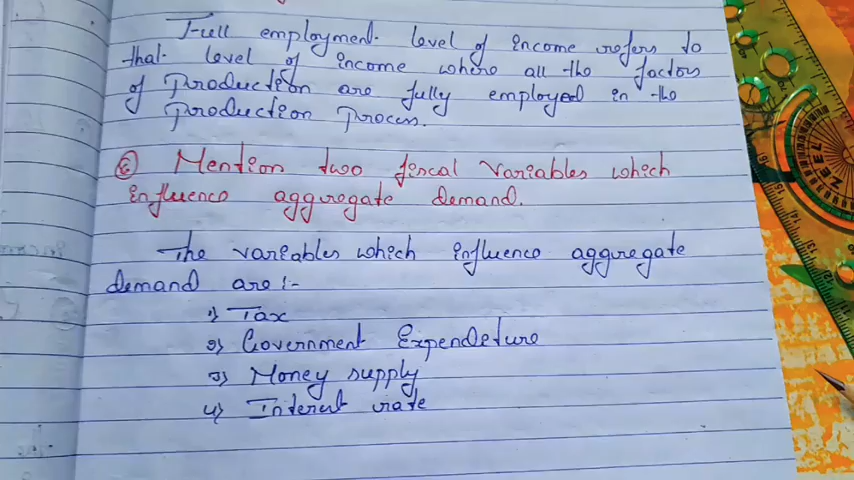 Full employment level of income refers to
that level of income where all the factors
of Production are fully employed in the
Production Process.
⑥ Mention two fiscal variables which
influence aggregate demand.
The variables which influence aggregate
demand are :-
1) Tax
2) Government Expendeture
3) Money supply
4) Interest rate